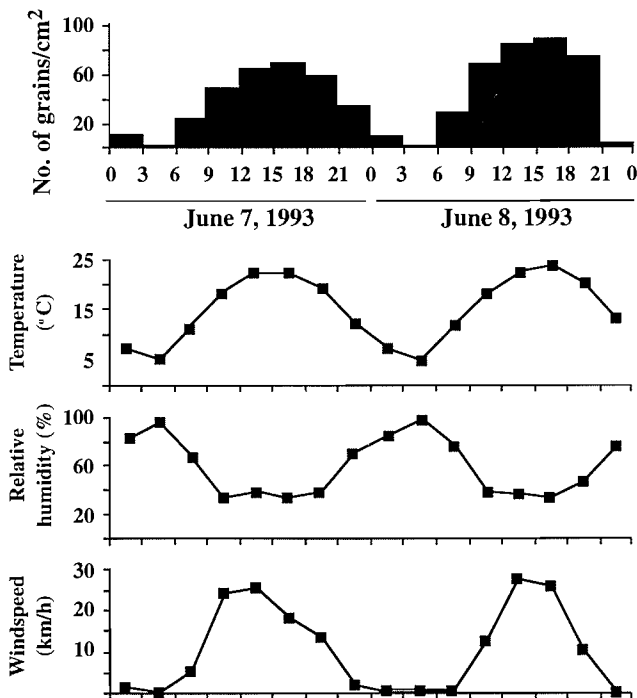 No. of grains/cm²
100
60
20
0 3 6 9 12 15 18 21 0 3 6 9 12 15 18 21 0
June 7, 1993 June 8, 1993
Temperature
(°C)
25
15
5
Relative
humidity (%)
100
60
20
Windspeed
(km/h)
30
20
10